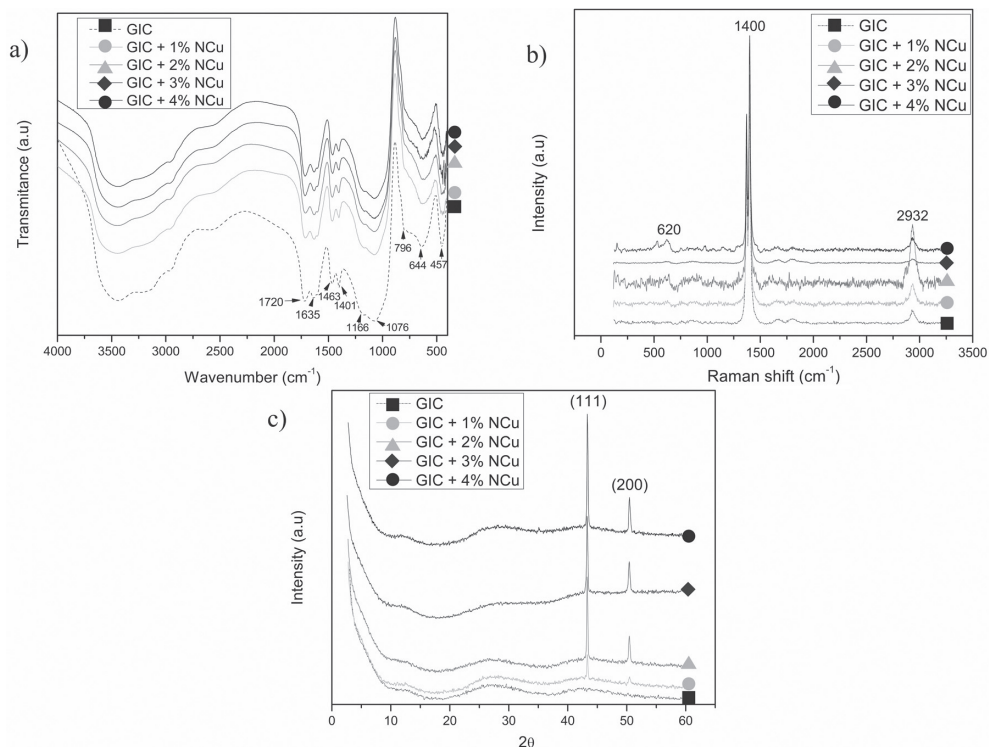 a)
GIC
GIC + 1% NCu
GIC + 2% NCu
GIC + 3% NCu
GIC + 4% NCu
Transmitance (a.u)
796
644
457
1720
1635
1463
1401
1166
1076
4000 3500 3000 2500 2000 1500 1000 500
Wavenumber (cm⁻¹)
b)
1400
GIC
GIC + 1% NCu
GIC + 2% NCu
GIC + 3% NCu
GIC + 4% NCu
Intensity (a.u)
620
2932
0 500 1000 1500 2000 2500 3000 3500
Raman shift (cm⁻¹)
c)
GIC
GIC + 1% NCu
GIC + 2% NCu
GIC + 3% NCu
GIC + 4% NCu
(111)
(200)
Intensity (a.u)
0 10 20 30 40 50 60
2θ